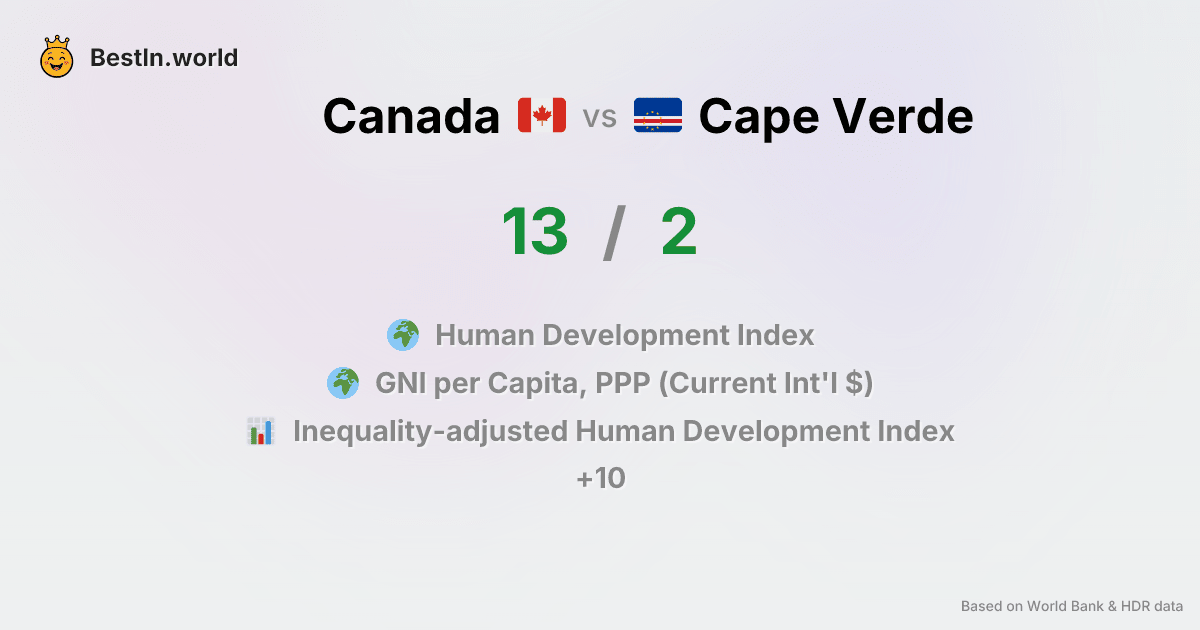 BestIn.world
Canada vs Cape Verde
13 / 2
Human Development Index
GNI per Capita, PPP (Current Int'l $)
Inequality-adjusted Human Development Index
+10
Based on World Bank & HDR data